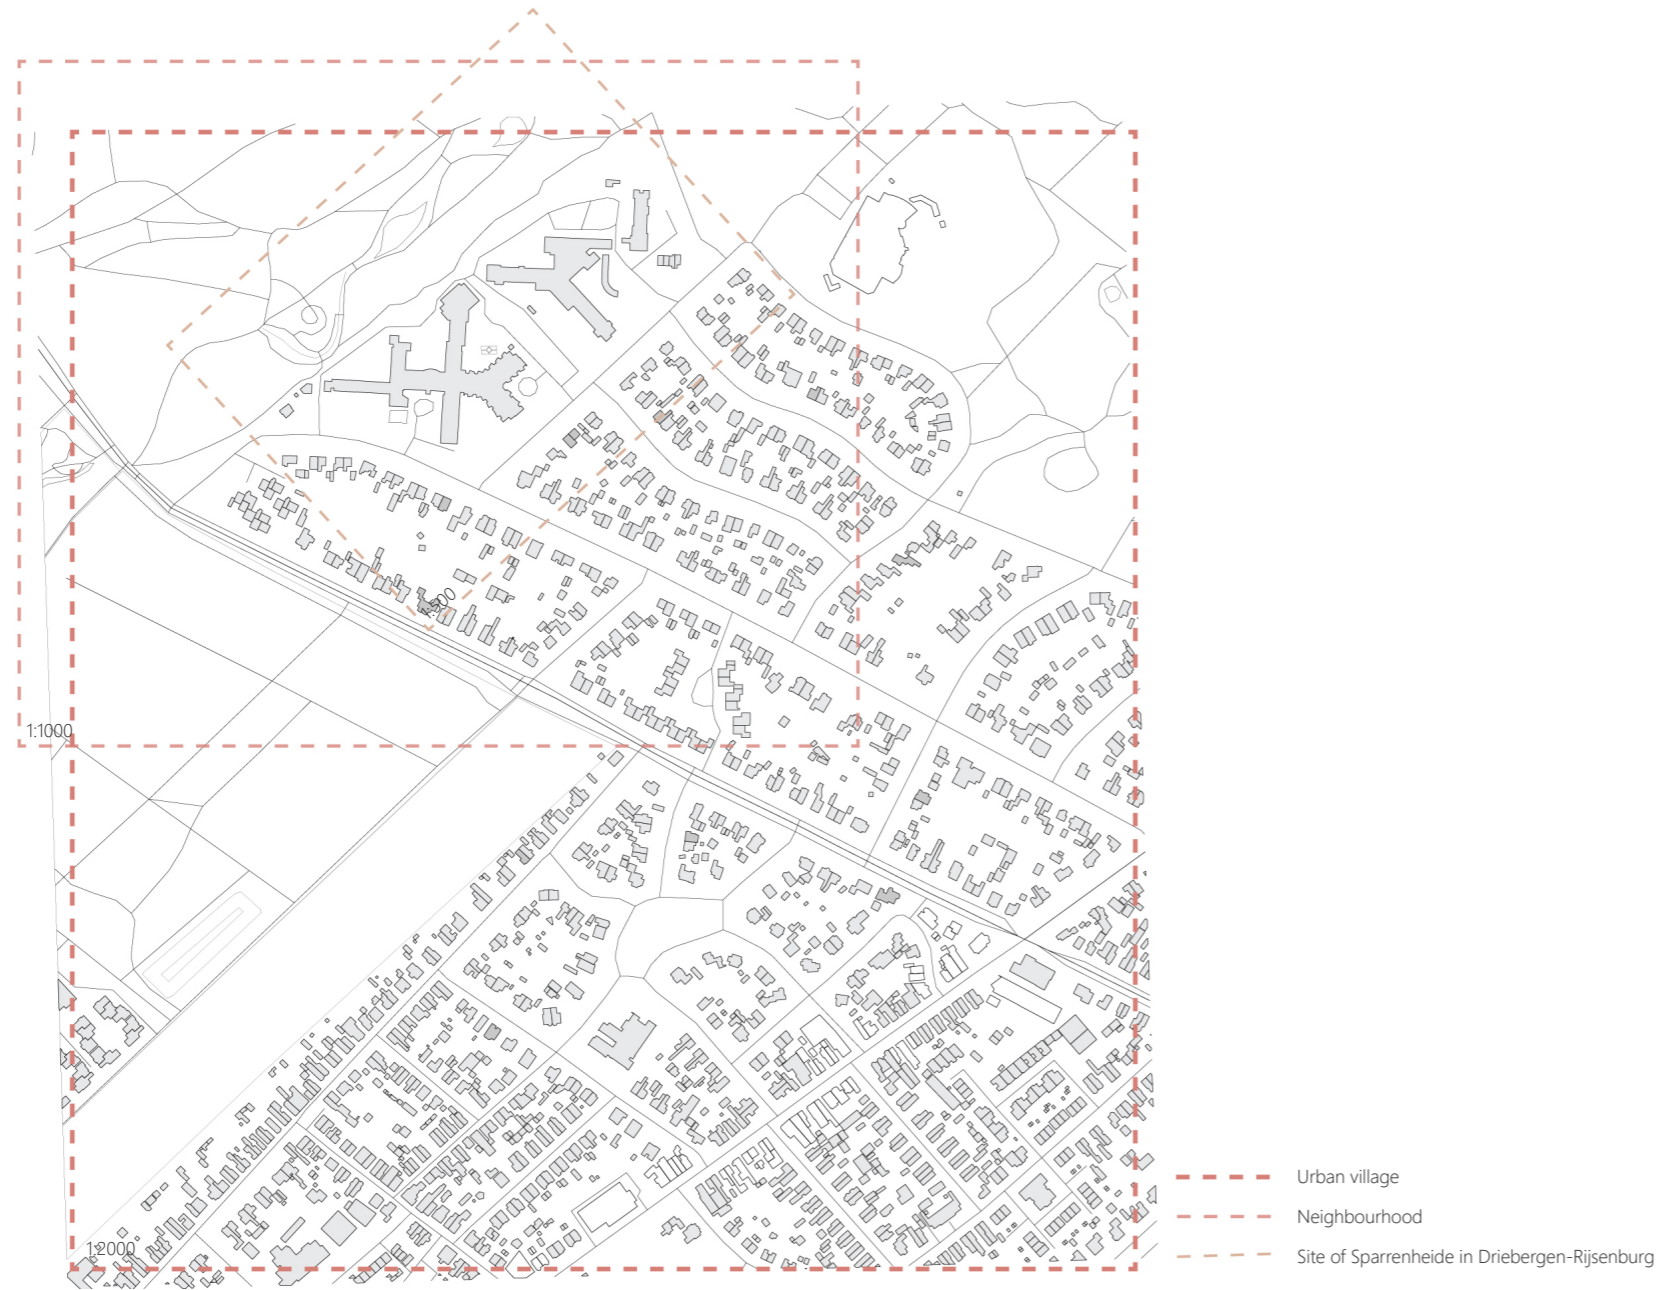 1:1000
1:2000
Urban village
Neighbourhood
Site of Sparrenheide in Driebergen-Rijsenburg